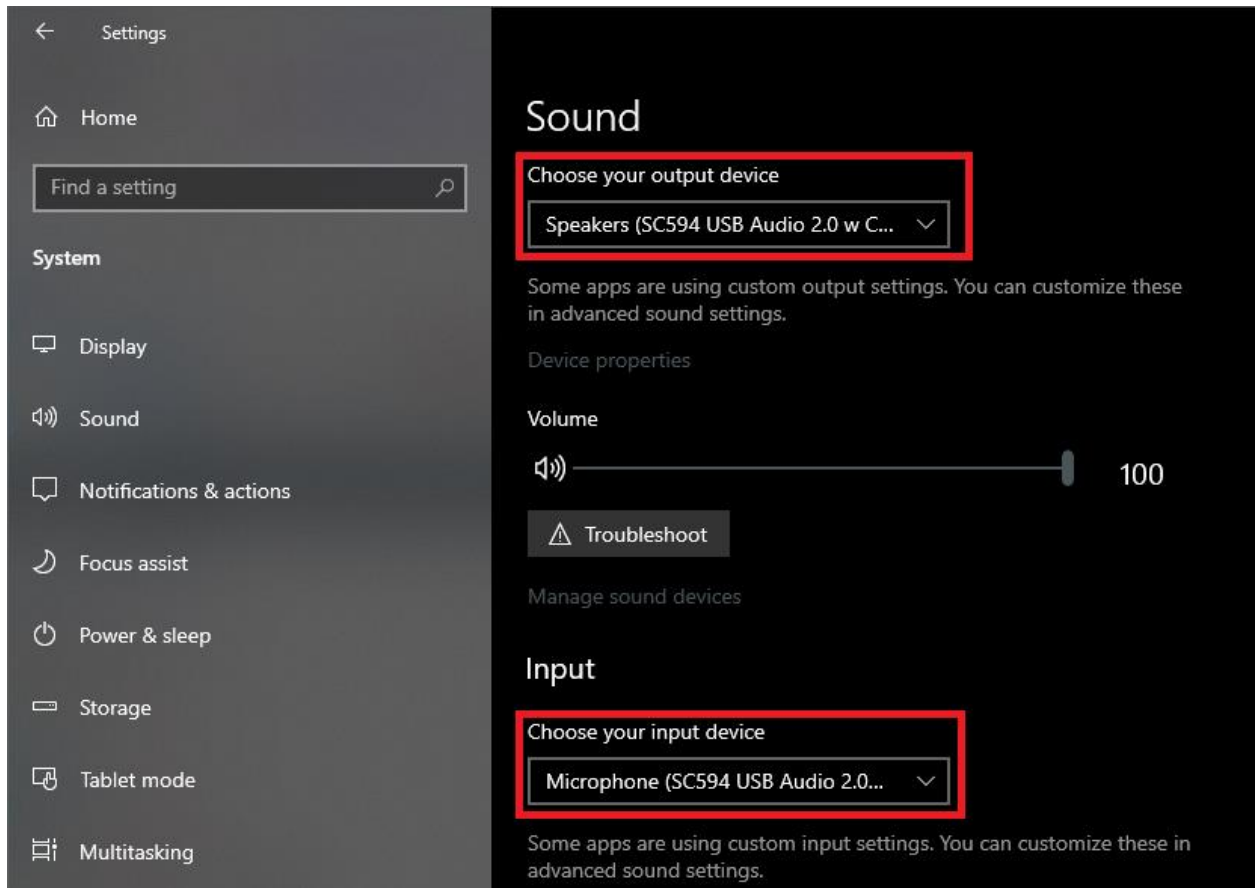 Settings
Home
Find a setting
System
Display
Sound
Notifications & actions
Focus assist
Power & sleep
Storage
Tablet mode
Multitasking
Sound
Choose your output device
Speakers (SC594 USB Audio 2.0 w C...
Some apps are using custom output settings. You can customize these
in advanced sound settings.
Device properties
Volume
100
Troubleshoot
Manage sound devices
Input
Choose your input device
Microphone (SC594 USB Audio 2.0...
Some apps are using custom input settings. You can customize these in
advanced sound settings.